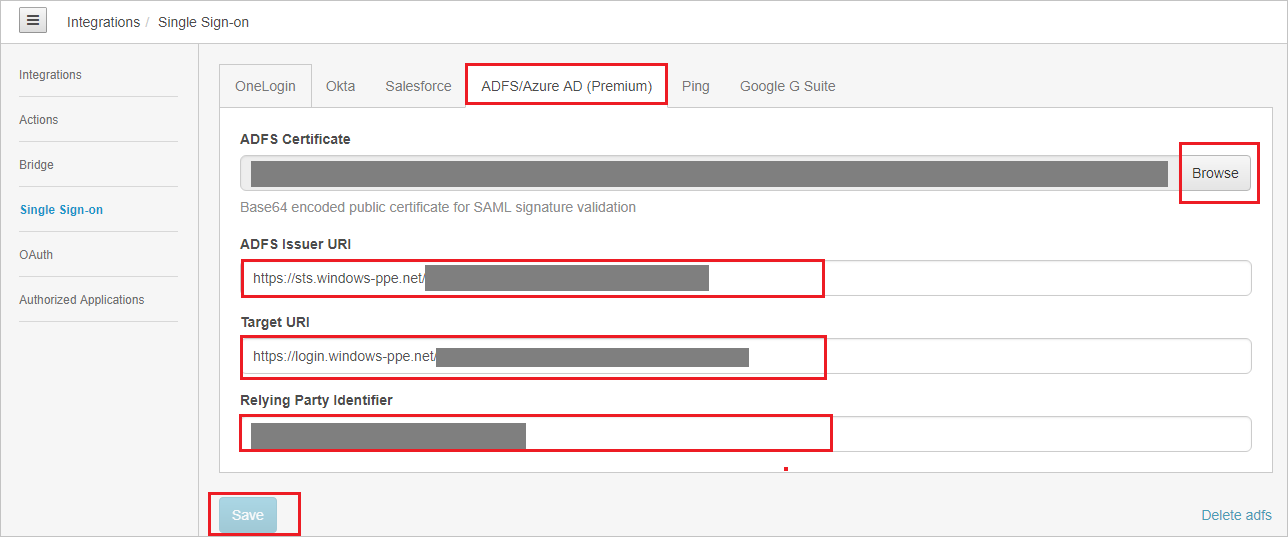 Integrations / Single Sign-on
Integrations
Actions
Bridge
Single Sign-on
OAuth
Authorized Applications
OneLogin Okta Salesforce ADFS/Azure AD (Premium) Ping Google G Suite
ADFS Certificate
Browse
Base64 encoded public certificate for SAML signature validation
ADFS Issuer URI
https://sts.windows-ppe.net/
Target URI
https://login.windows-ppe.net/
Relying Party Identifier
Save
Delete adfs